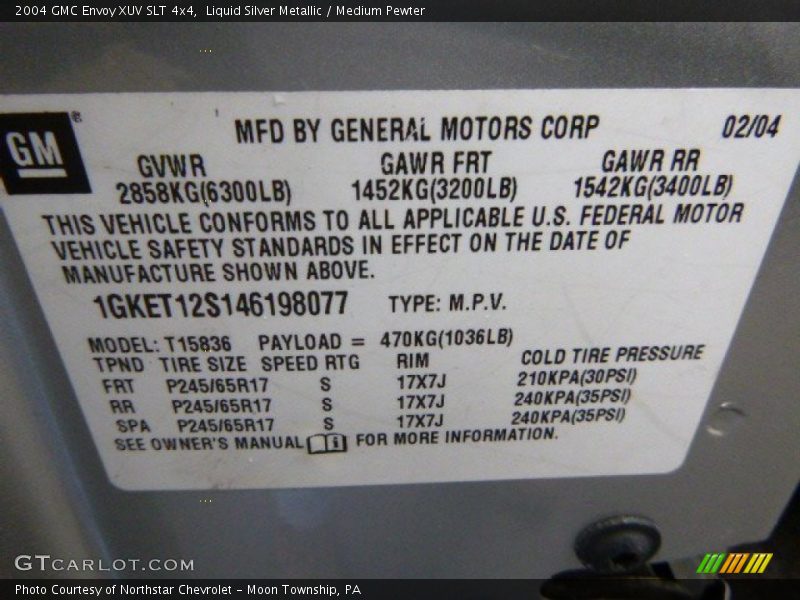 2004 GMC Envoy XUV SLT 4x4,  Liquid Silver Metallic / Medium Pewter
GM®
MFD BY GENERAL MOTORS CORP 02/04
GVWR GAWR FRT GAWR RR
2858KG(6300LB) 1452KG(3200LB) 1542KG(3400LB)
THIS VEHICLE CONFORMS TO ALL APPLICABLE U.S. FEDERAL MOTOR
VEHICLE SAFETY STANDARDS IN EFFECT ON THE DATE OF
MANUFACTURE SHOWN ABOVE.
1GKET12S146198077 TYPE: M.P.V.
MODEL: T15836 PAYLOAD = 470KG(1036LB)
TPND TIRE SIZE SPEED RTG RIM COLD TIRE PRESSURE
FRT P245/65R17 S 17X7J 210KPA(30PSI)
RR P245/65R17 S 17X7J 240KPA(35PSI)
SPA P245/65R17 S 17X7J 240KPA(35PSI)
SEE OWNER'S MANUAL i FOR MORE INFORMATION.
GTCARLOT.COM
Photo Courtesy of Northstar Chevrolet - Moon Township, PA